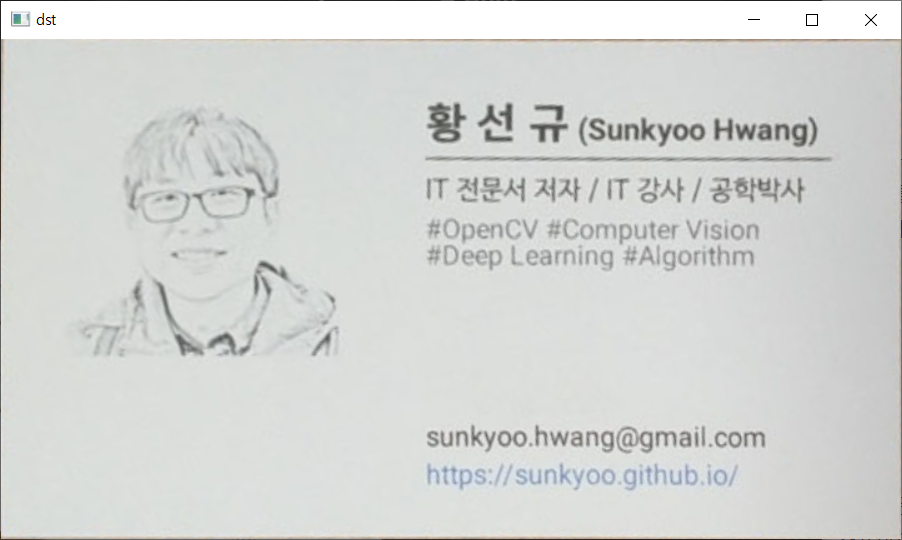 dst
황 선 규 (Sunkyoo Hwang)
IT 전문서 저자 / IT 강사 / 공학박사
#OpenCV #Computer Vision
#Deep Learning #Algorithm
sunkyoo.hwang@gmail.com
https://sunkyoo.github.io/